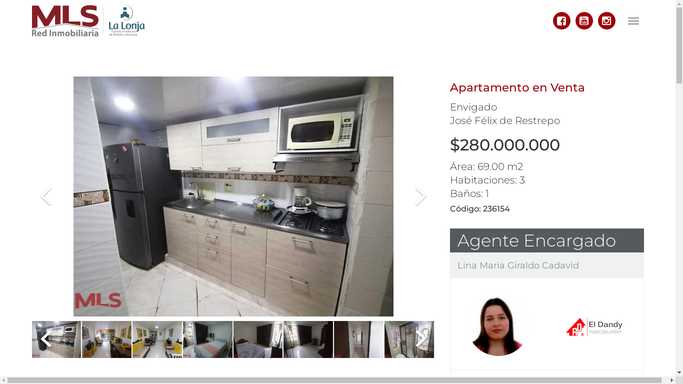 MLS
Red Inmobiliaria
La Lonja
Apartamento en Venta
Envigado
José Félix de Restrepo
$280.000.000
Área: 69.00 m2
Habitaciones: 3
Baños: 1
Código: 236154
MLS
Agente Encargado
Lina Maria Giraldo Cadavid
El Dandy